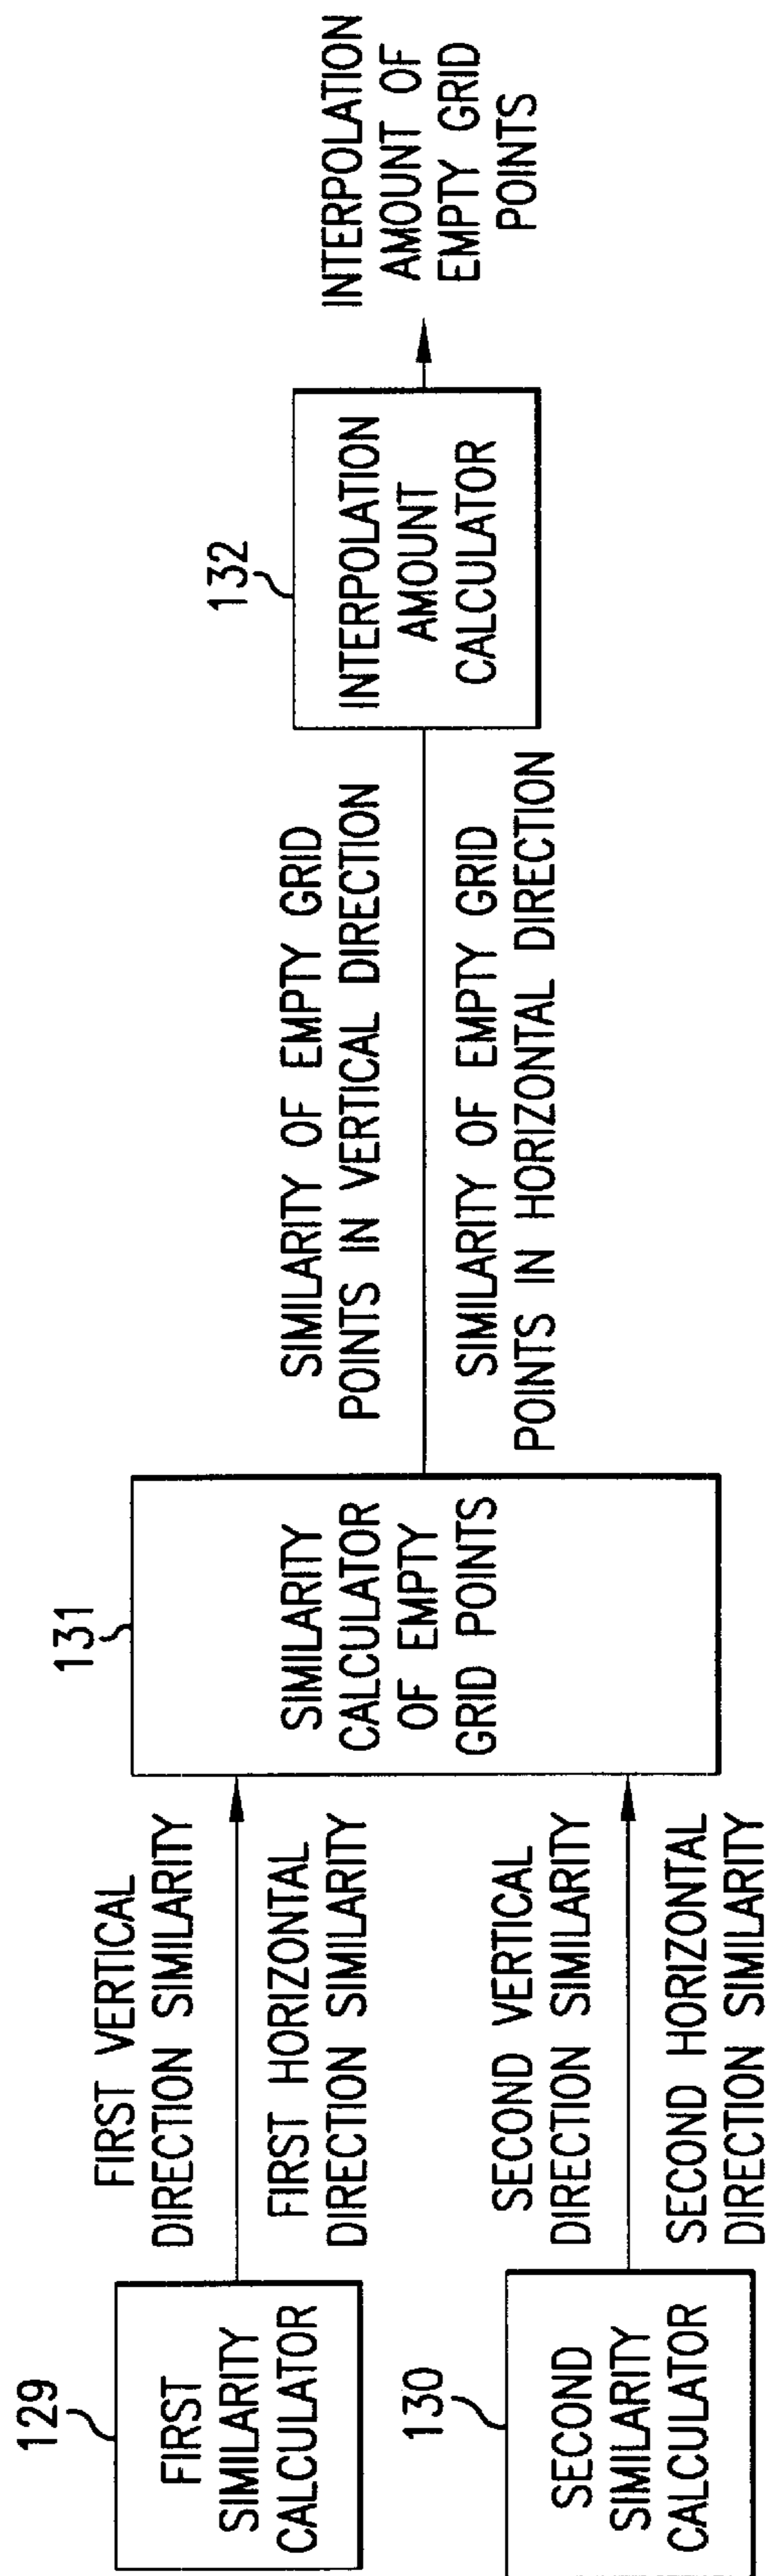 129
FIRST
SIMILARITY
CALCULATOR
FIRST VERTICAL
DIRECTION SIMILARITY
FIRST HORIZONTAL
DIRECTION SIMILARITY
130
SECOND
SIMILARITY
CALCULATOR
SECOND VERTICAL
DIRECTION SIMILARITY
SECOND HORIZONTAL
DIRECTION SIMILARITY
131
SIMILARITY
CALCULATOR
OF EMPTY
GRID POINTS
SIMILARITY OF EMPTY GRID
POINTS IN VERTICAL DIRECTION
SIMILARITY OF EMPTY GRID
POINTS IN HORIZONTAL DIRECTION
132
INTERPOLATION
AMOUNT
CALCULATOR
INTERPOLATION
AMOUNT OF
EMPTY GRID
POINTS